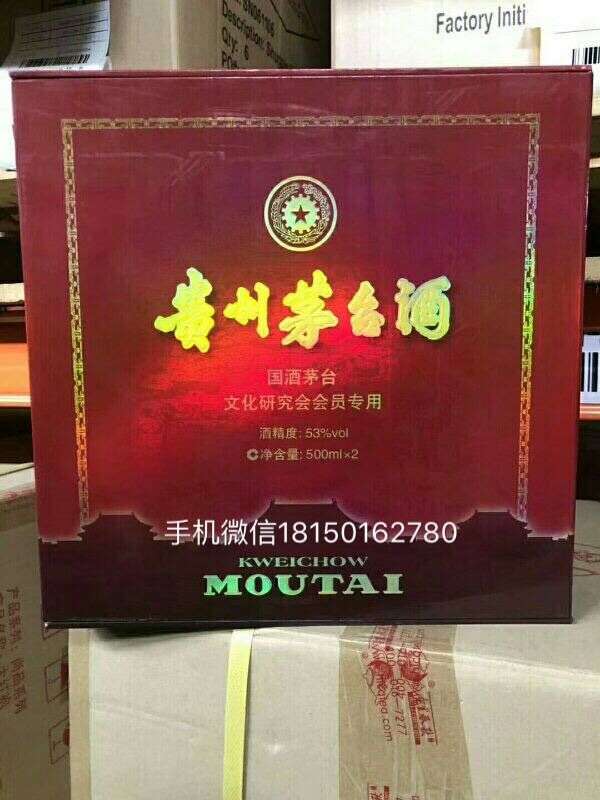 Factory Initi
Qty: 6
贵州茅台酒
国酒茅台
文化研究会会员专用
酒精度: 53%vol
净含量: 500ml×2
手机微信18150162780
KWEICHOW
MOUTAI